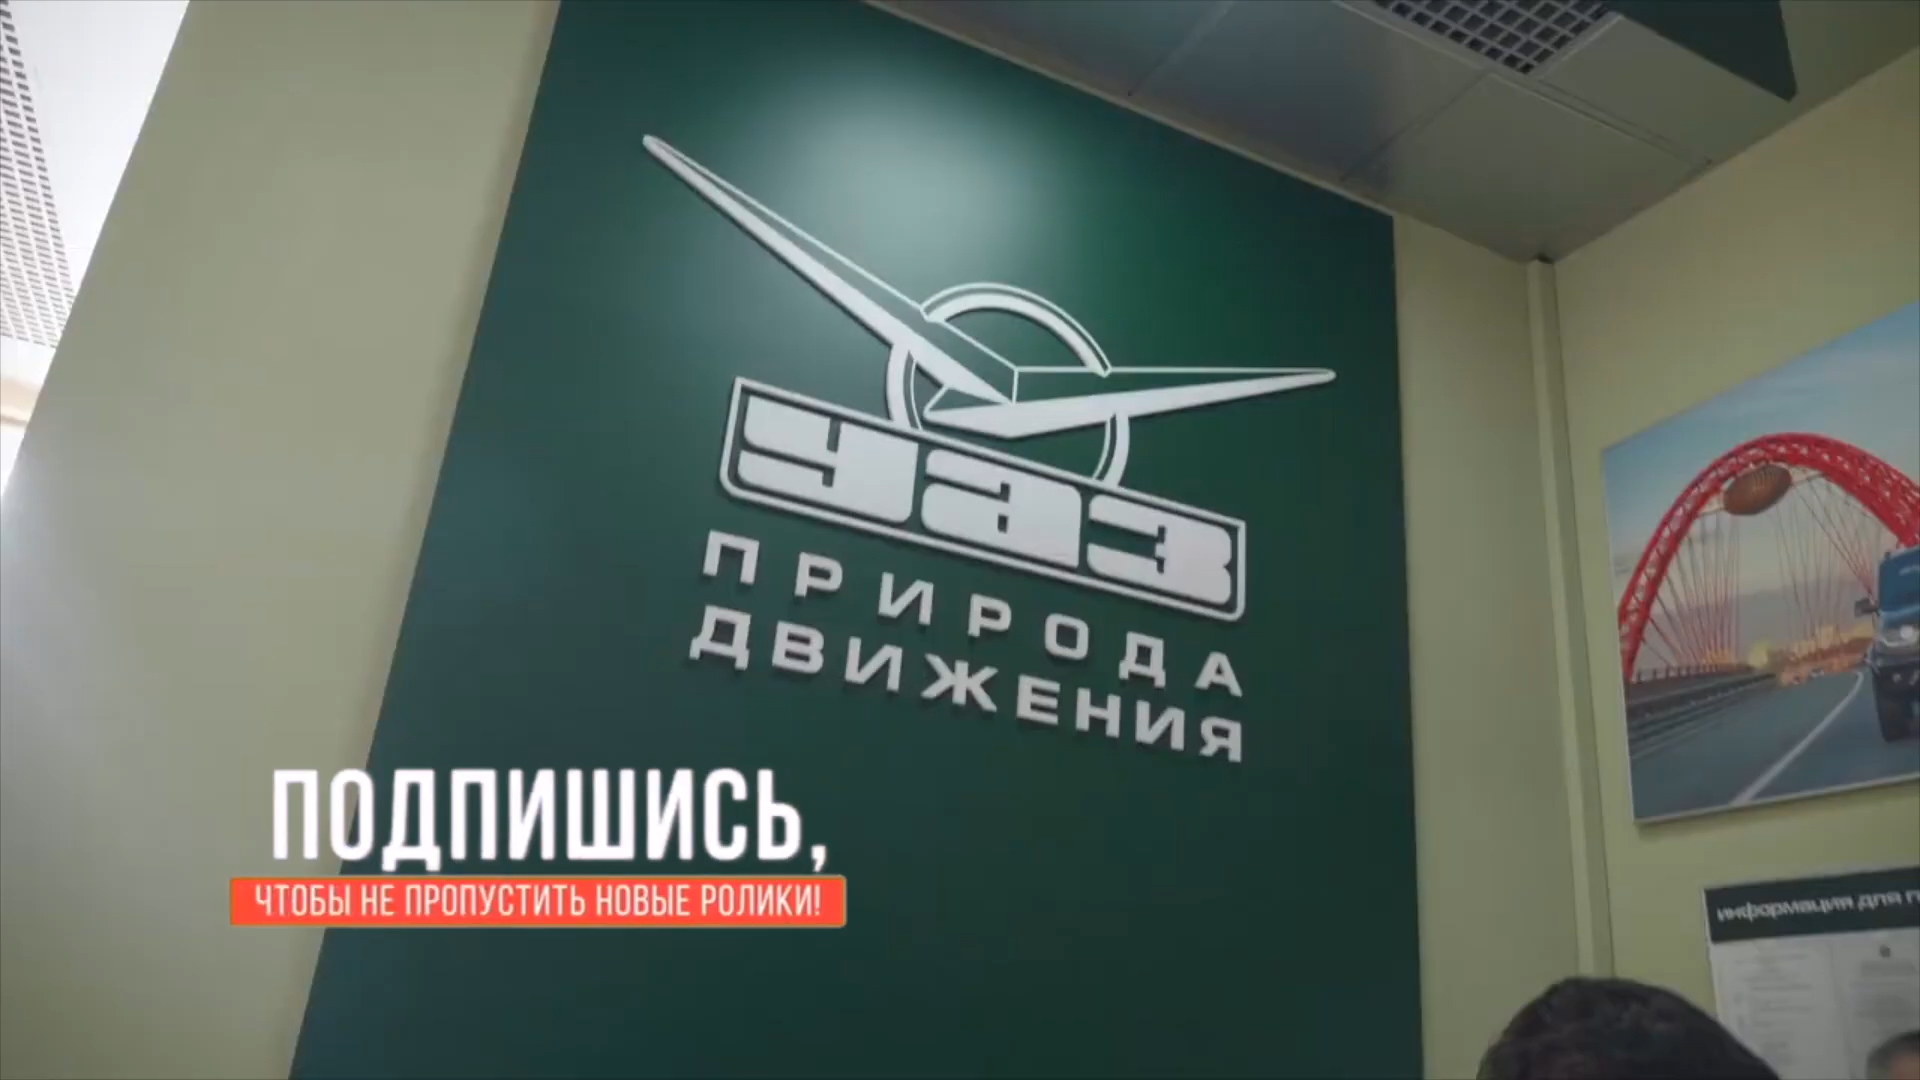 УАЗ
ПРИРОДА
ДВИЖЕНИЯ
ПОДПИШИСЬ,
ЧТОБЫ НЕ ПРОПУСТИТЬ НОВЫЕ РОЛИКИ!
информация для